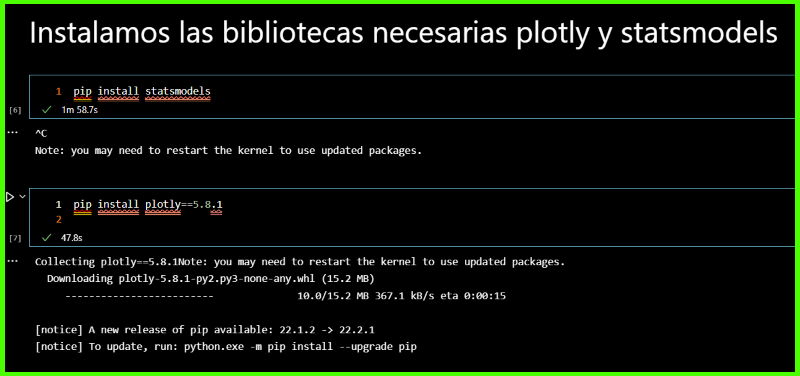 Instalamos las bibliotecas necesarias plotly y statsmodels
1 pip install statsmodels
[6] ✓ 1m 58.7s
... ^C
Note: you may need to restart the kernel to use updated packages.
1 pip install plotly==5.8.1
2
[7] ✓ 47.8s
... Collecting plotly==5.8.1Note: you may need to restart the kernel to use updated packages.
Downloading plotly-5.8.1-py2.py3-none-any.whl (15.2 MB)
------------------------- 10.0/15.2 MB 367.1 kB/s eta 0:00:15
[notice] A new release of pip available: 22.1.2 -> 22.2.1
[notice] To update, run: python.exe -m pip install --upgrade pip